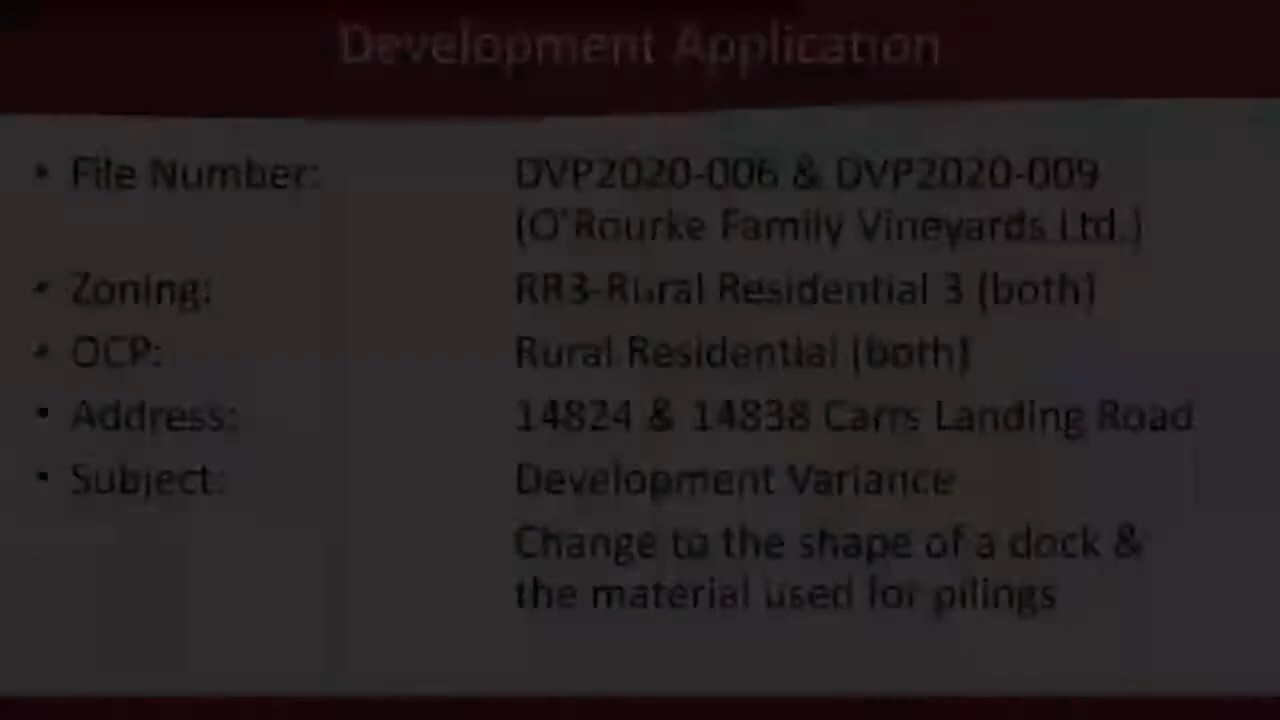 Development Application
• File Number: DVP2020-006 & DVP2020-009
(O'Rourke Family Vineyards Ltd.)
• Zoning: RR3-Rural Residential 3 (both)
• OCP: Rural Residential (both)
• Address: 14824 & 14838 Carrs Landing Road
• Subject: Development Variance
Change to the shape of a dock &
the material used for pilings